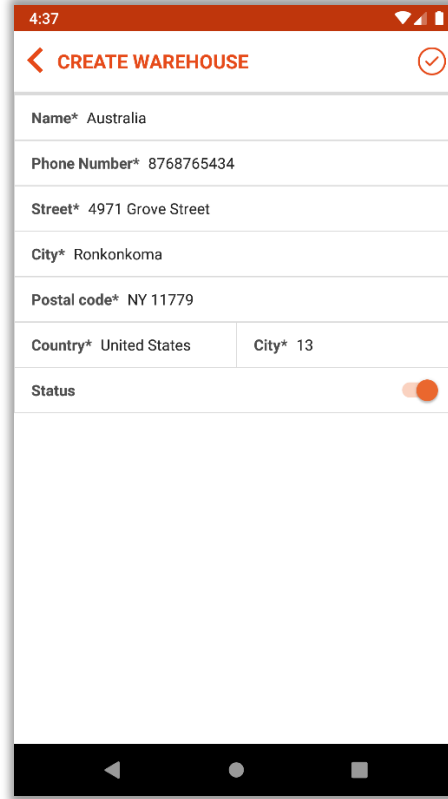 4:37
CREATE WAREHOUSE
Name* Australia
Phone Number* 8768765434
Street* 4971 Grove Street
City* Ronkonkoma
Postal code* NY 11779
Country* United States City* 13
Status